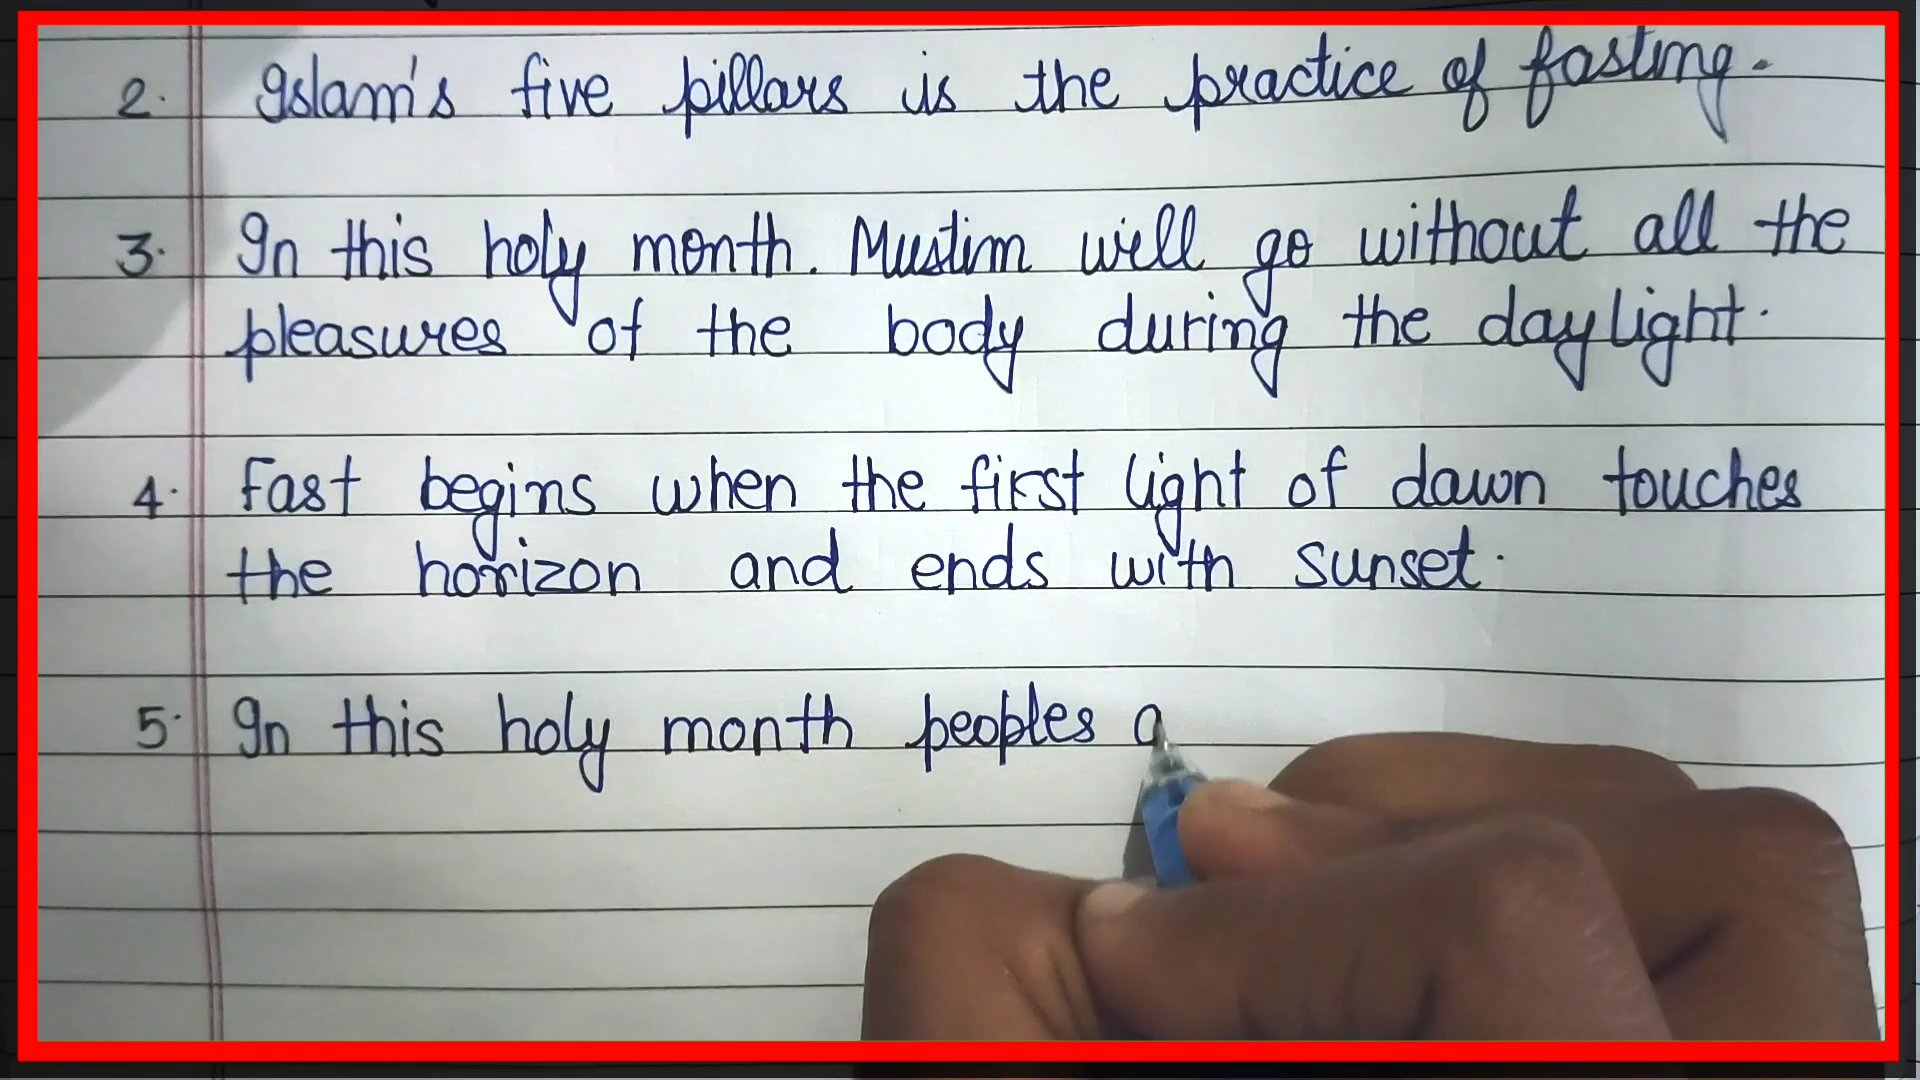 2. Islam's five pillars is the practice of fasting.
3. In this holy month. Muslim will go without all the
pleasures of the body during the daylight.
4. Fast begins when the first light of dawn touches
the horizon and ends with sunset.
5. In this holy month peoples a